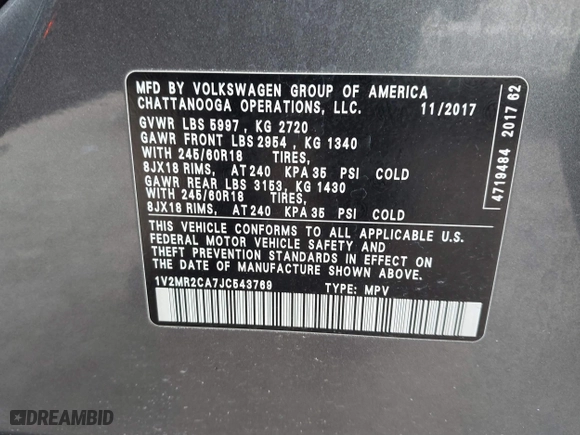 MFD BY VOLKSWAGEN GROUP OF AMERICA
CHATTANOOGA OPERATIONS, LLC. 11/2017
GVWR LBS 5997 , KG 2720
GAWR FRONT LBS 2954 , KG 1340
WITH 245/60R18 TIRES,
8JX18 RIMS, AT 240 KPA 35 PSI COLD
GAWR REAR LBS 3153, KG 1430
WITH 245/60R18 TIRES,
8JX18 RIMS, AT 240 KPA 35 PSI COLD
THIS VEHICLE CONFORMS TO ALL APPLICABLE U.S.
FEDERAL MOTOR VEHICLE SAFETY AND
THEFT PREVENTION STANDARDS IN EFFECT ON
THE DATE OF MANUFACTURE SHOWN ABOVE.
1V2MR2CA7JC543769 TYPE: MPV
4719484 2017 62
DREAMBID